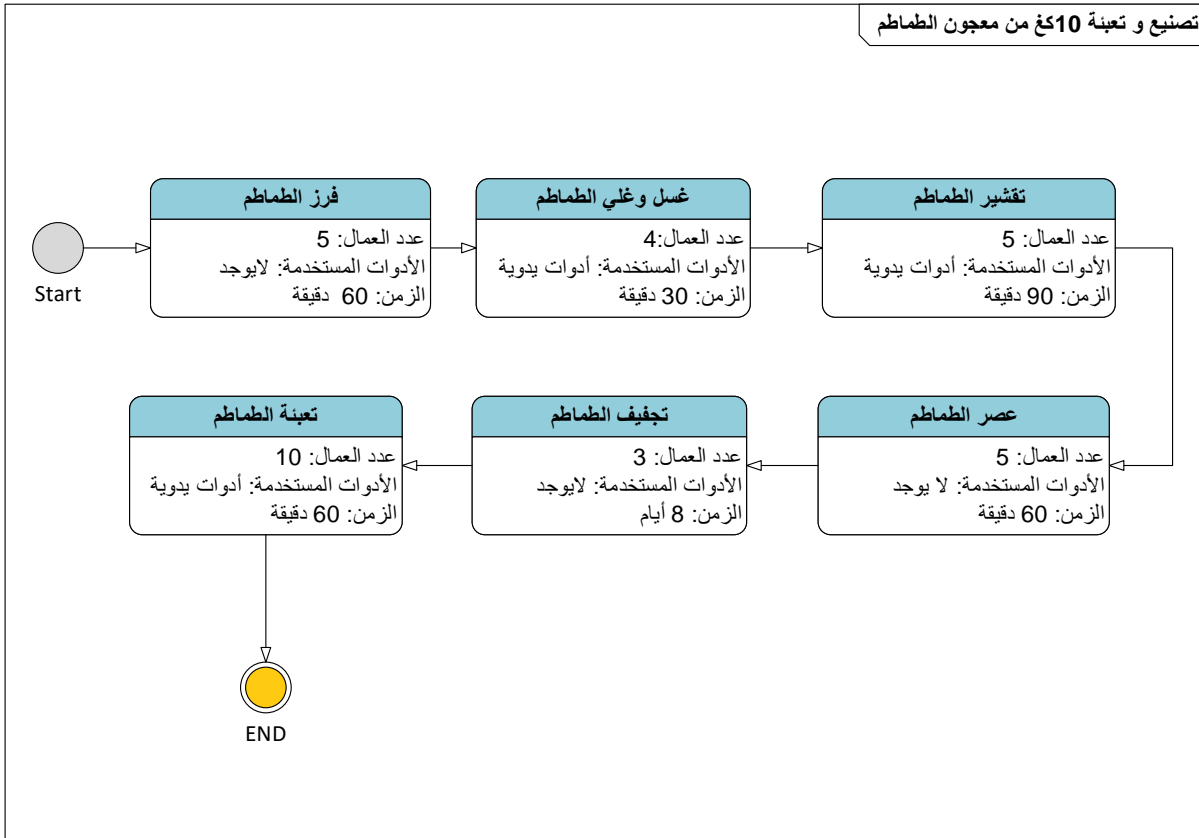 تصنيع و تعبئة 10كغ من معجون الطماطم
Start
فرز الطماطم
عدد العمال: 5
الأدوات المستخدمة: لايوجد
الزمن: 60 دقيقة
غسل وغلي الطماطم
عدد العمال:4
الأدوات المستخدمة: أدوات يدوية
الزمن: 30 دقيقة
تقشير الطماطم
عدد العمال: 5
الأدوات المستخدمة: أدوات يدوية
الزمن: 90 دقيقة
عصر الطماطم
عدد العمال: 5
الأدوات المستخدمة: لا يوجد
الزمن: 60 دقيقة
تجفيف الطماطم
عدد العمال: 3
الأدوات المستخدمة: لايوجد
الزمن: 8 أيام
تعبئة الطماطم
عدد العمال: 10
الأدوات المستخدمة: أدوات يدوية
الزمن: 60 دقيقة
END